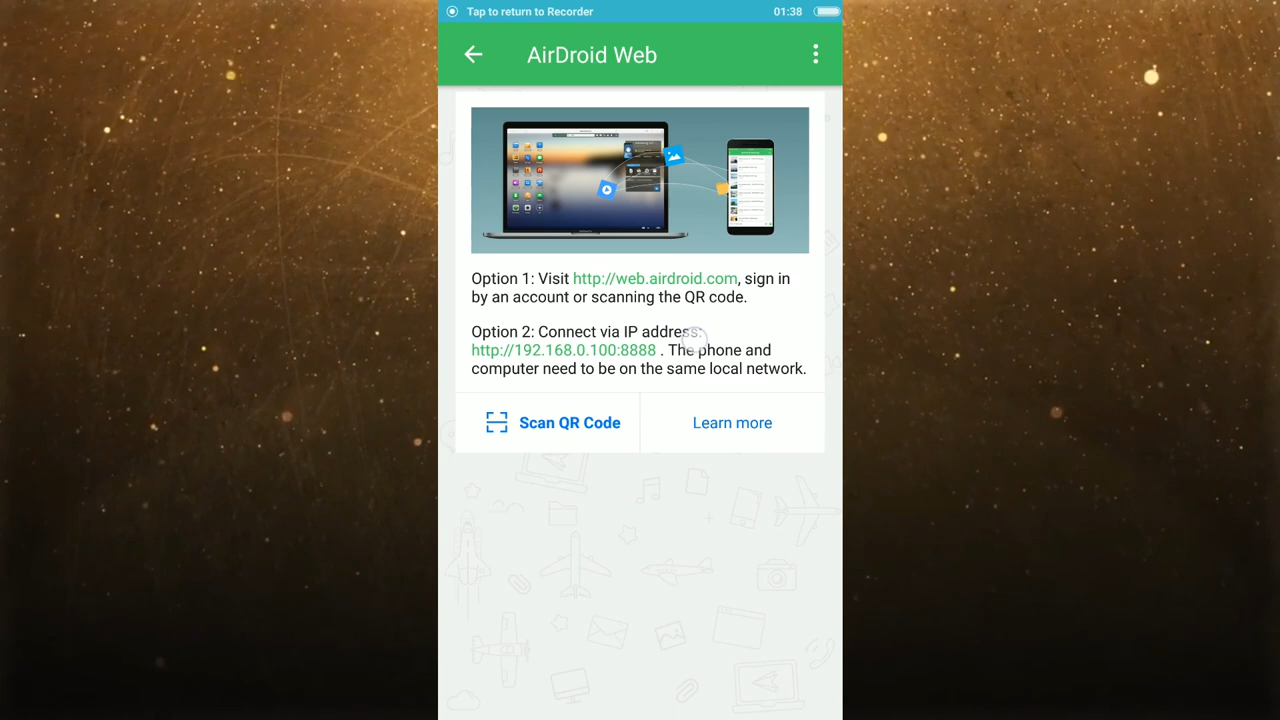 Tap to return to Recorder 01:38
AirDroid Web
Option 1: Visit http://web.airdroid.com, sign in
by an account or scanning the QR code.
Option 2: Connect via IP address:
http://192.168.0.100:8888 . The phone and
computer need to be on the same local network.
Scan QR Code Learn more